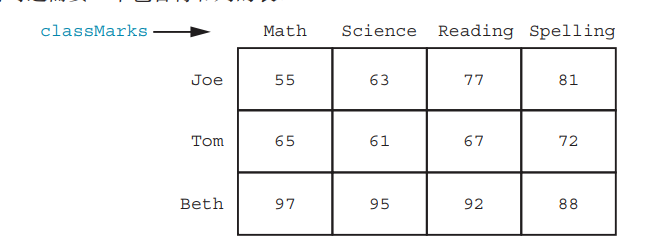 classMarks Math Science Reading Spelling
Joe 55 63 77 81
Tom 65 61 67 72
Beth 97 95 92 88